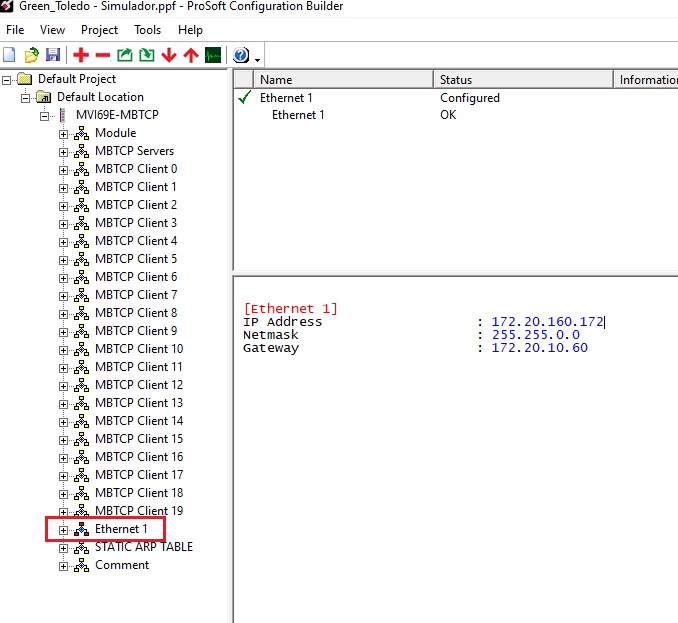 Green_Toledo - Simulador.ppf - ProSoft Configuration Builder
File View Project Tools Help
Default Project
Default Location
MVI69E-MBTCP
Module
MBTCP Servers
MBTCP Client 0
MBTCP Client 1
MBTCP Client 2
MBTCP Client 3
MBTCP Client 4
MBTCP Client 5
MBTCP Client 6
MBTCP Client 7
MBTCP Client 8
MBTCP Client 9
MBTCP Client 10
MBTCP Client 11
MBTCP Client 12
MBTCP Client 13
MBTCP Client 14
MBTCP Client 15
MBTCP Client 16
MBTCP Client 17
MBTCP Client 18
MBTCP Client 19
Ethernet 1
STATIC ARP TABLE
Comment
Name Status Informatio
Ethernet 1 Configured
Ethernet 1 OK
[Ethernet 1]
IP Address : 172.20.160.172
Netmask : 255.255.0.0
Gateway : 172.20.10.60